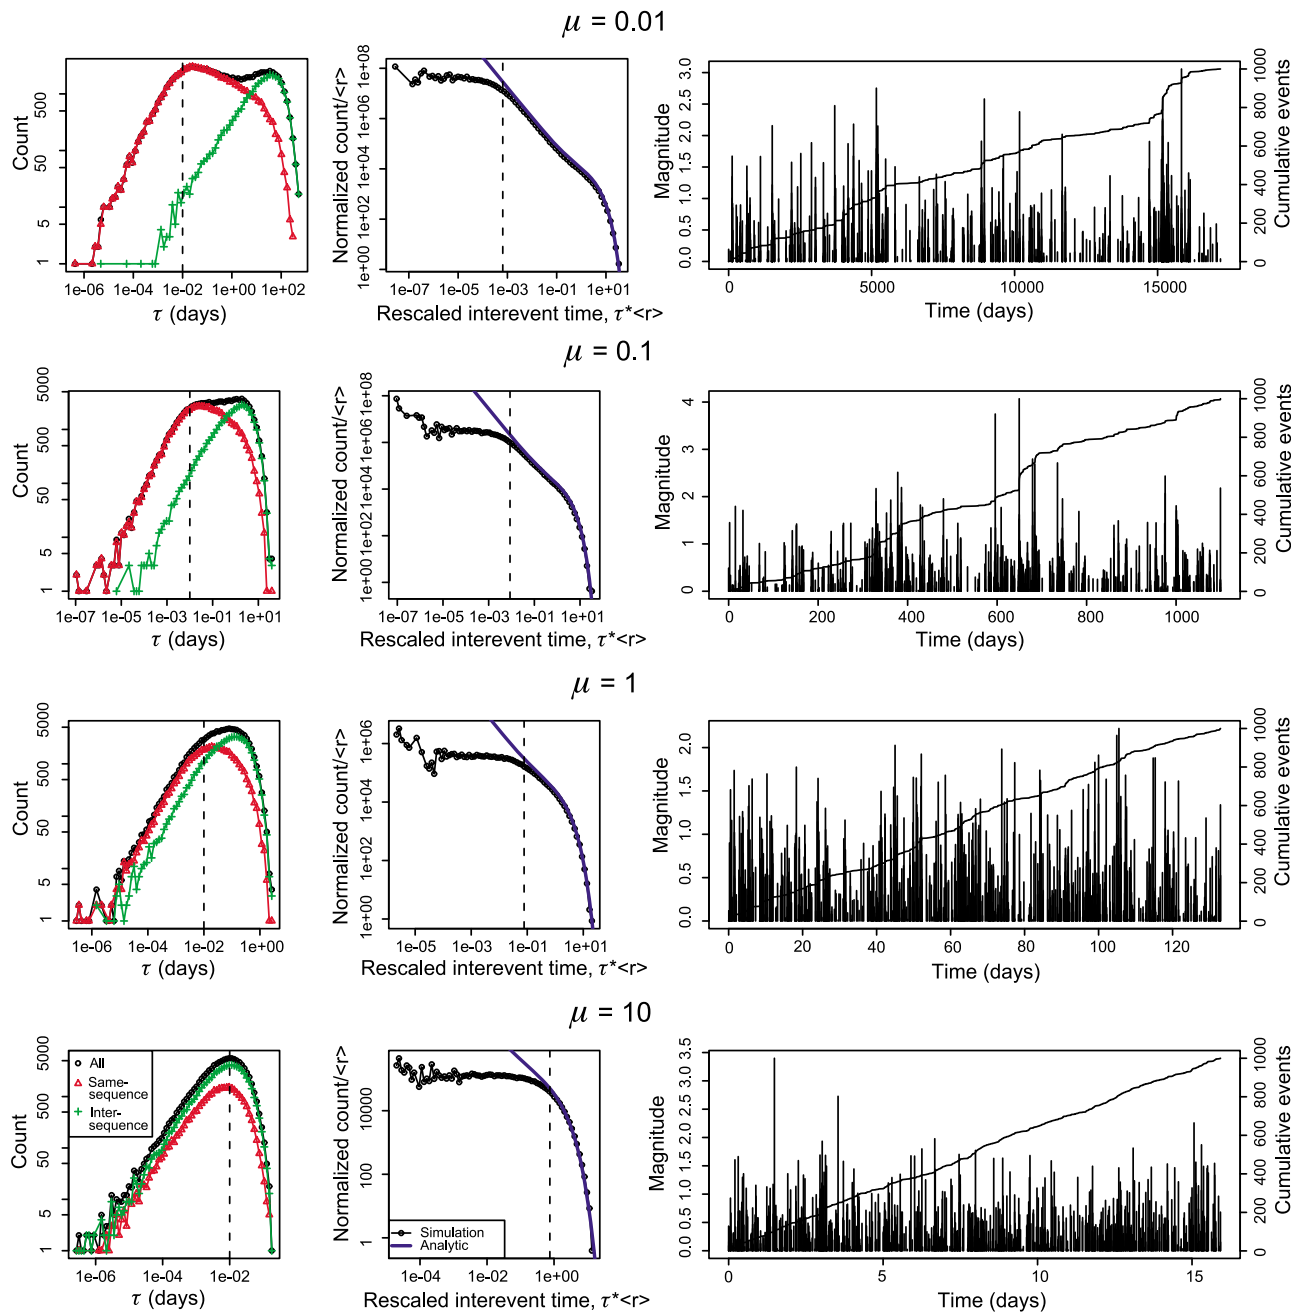 μ = 0.01
Count
1 5 50 500
1e-06 1e-04 1e-02 1e+00 1e+02
τ (days)
Normalized count/<r>
1e+00 1e+02 1e+04 1e+06 1e+08
1e-07 1e-05 1e-03 1e-01 1e+01
Rescaled interevent time, τ*<r>
Magnitude
0.0 0.5 1.0 1.5 2.0 2.5 3.0
0 5000 10000 15000
Time (days)
0 200 400 600 800 1000
Cumulative events
μ = 0.1
Count
1 5 50 500 5000
1e-07 1e-05 1e-03 1e-01 1e+01
τ (days)
Normalized count/<r>
1e+00 1e+021e+04 1e+06 1e+08
1e-07 1e-05 1e-03 1e-01 1e+01
Rescaled interevent time, τ*<r>
Magnitude
0 1 2 3 4
0 200 400 600 800 1000
Time (days)
0 200 400 600 800 1000
Cumulative events
μ = 1
Count
1 5 50 500 5000
1e-06 1e-04 1e-02 1e+00
τ (days)
Normalized count/<r>
1e+00 1e+02 1e+04 1e+06
1e-05 1e-03 1e-01 1e+01
Rescaled interevent time, τ*<r>
Magnitude
0.0 0.5 1.0 1.5 2.0
0 20 40 60 80 100 120
Time (days)
0 200 400 600 800 1000
Cumulative events
μ = 10
Count
1 5 50 500 5000
All
Same-
sequence
Inter-
sequence
1e-06 1e-04 1e-02
τ (days)
Normalized count/<r>
1 100 10000
Simulation
Analytic
1e-04 1e-02 1e+00
Rescaled interevent time, τ*<r>
Magnitude
0.0 0.5 1.0 1.5 2.0 2.5 3.0 3.5
0 5 10 15
Time (days)
0 200 400 600 800 1000
Cumulative events